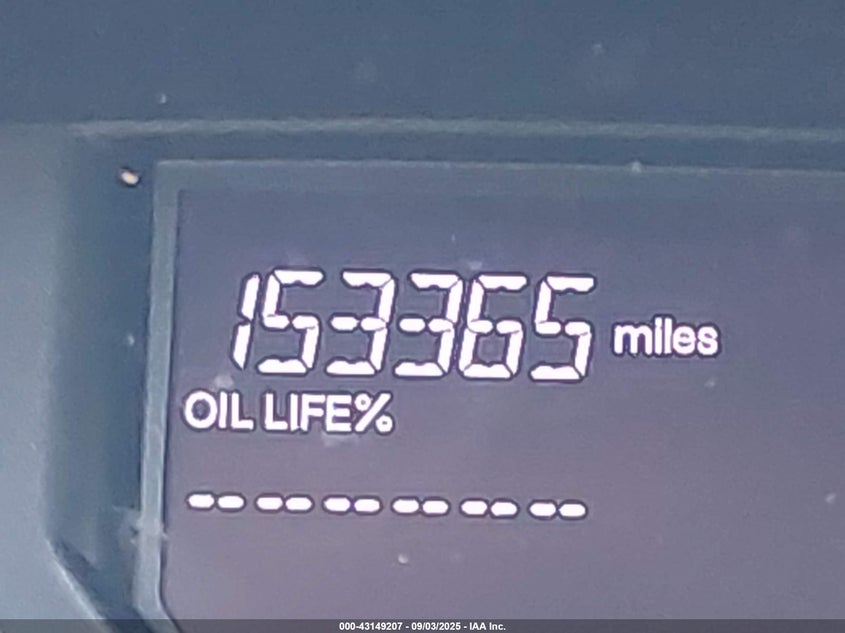 153365 miles
OIL LIFE%
-- -- -- -- -- --
000-43149207 - 09/03/2025 - IAA Inc.